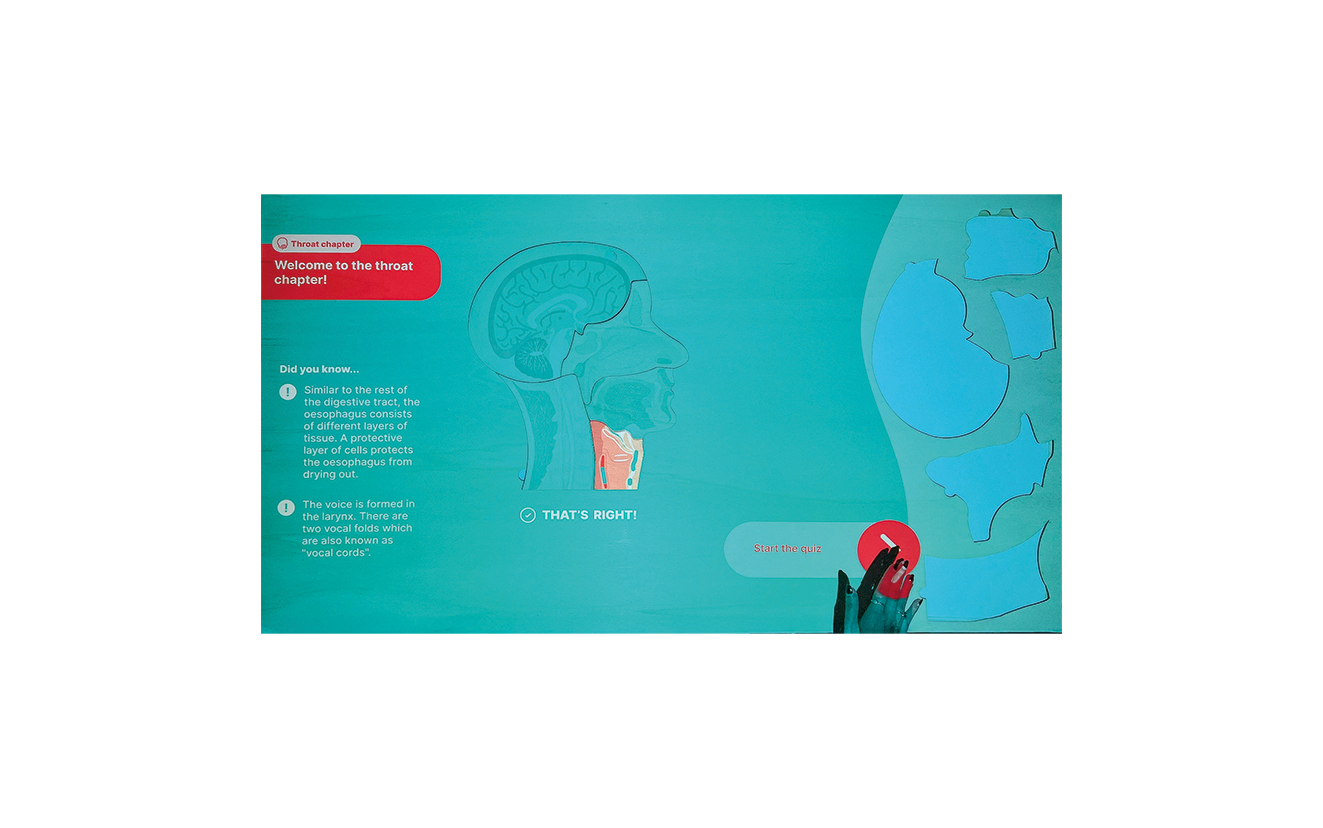 Throat chapter
Welcome to the throat
chapter!
Did you know...
Similar to the rest of
the digestive tract, the
oesophagus consists
of different layers of
tissue. A protective
layer of cells protects
the oesophagus from
drying out.
The voice is formed in
the larynx. There are
two vocal folds which
are also known as
"vocal cords".
THAT'S RIGHT!
Start the quiz